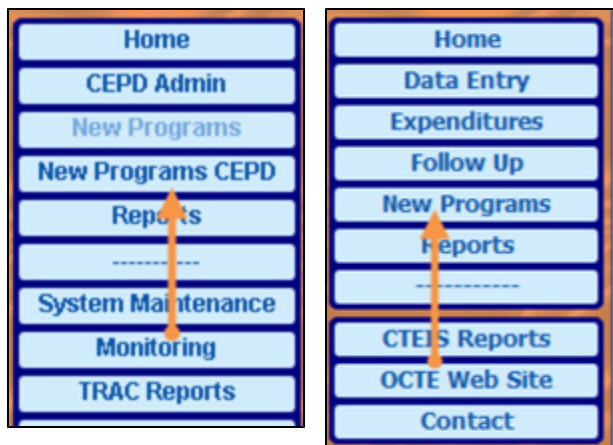 Home
CEPD Admin
New Programs
New Programs CEPD
Reports
-----------
System Maintenance
Monitoring
TRAC Reports
Home
Data Entry
Expenditures
Follow Up
New Programs
Reports
-----------
CTEIS Reports
OCTE Web Site
Contact